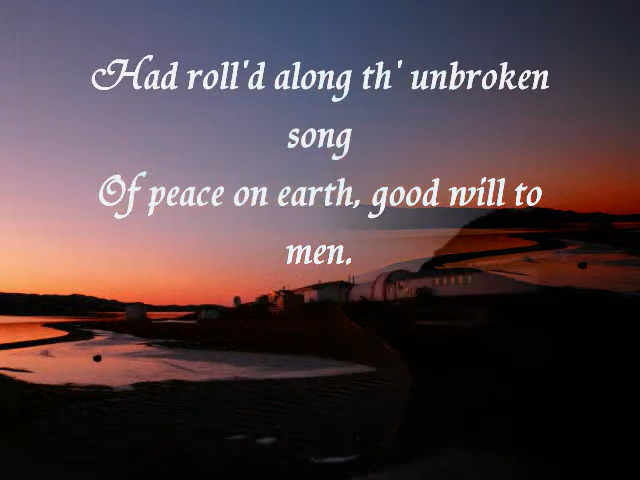 Had roll'd along th' unbroken
song
Of peace on earth, good will to
men.